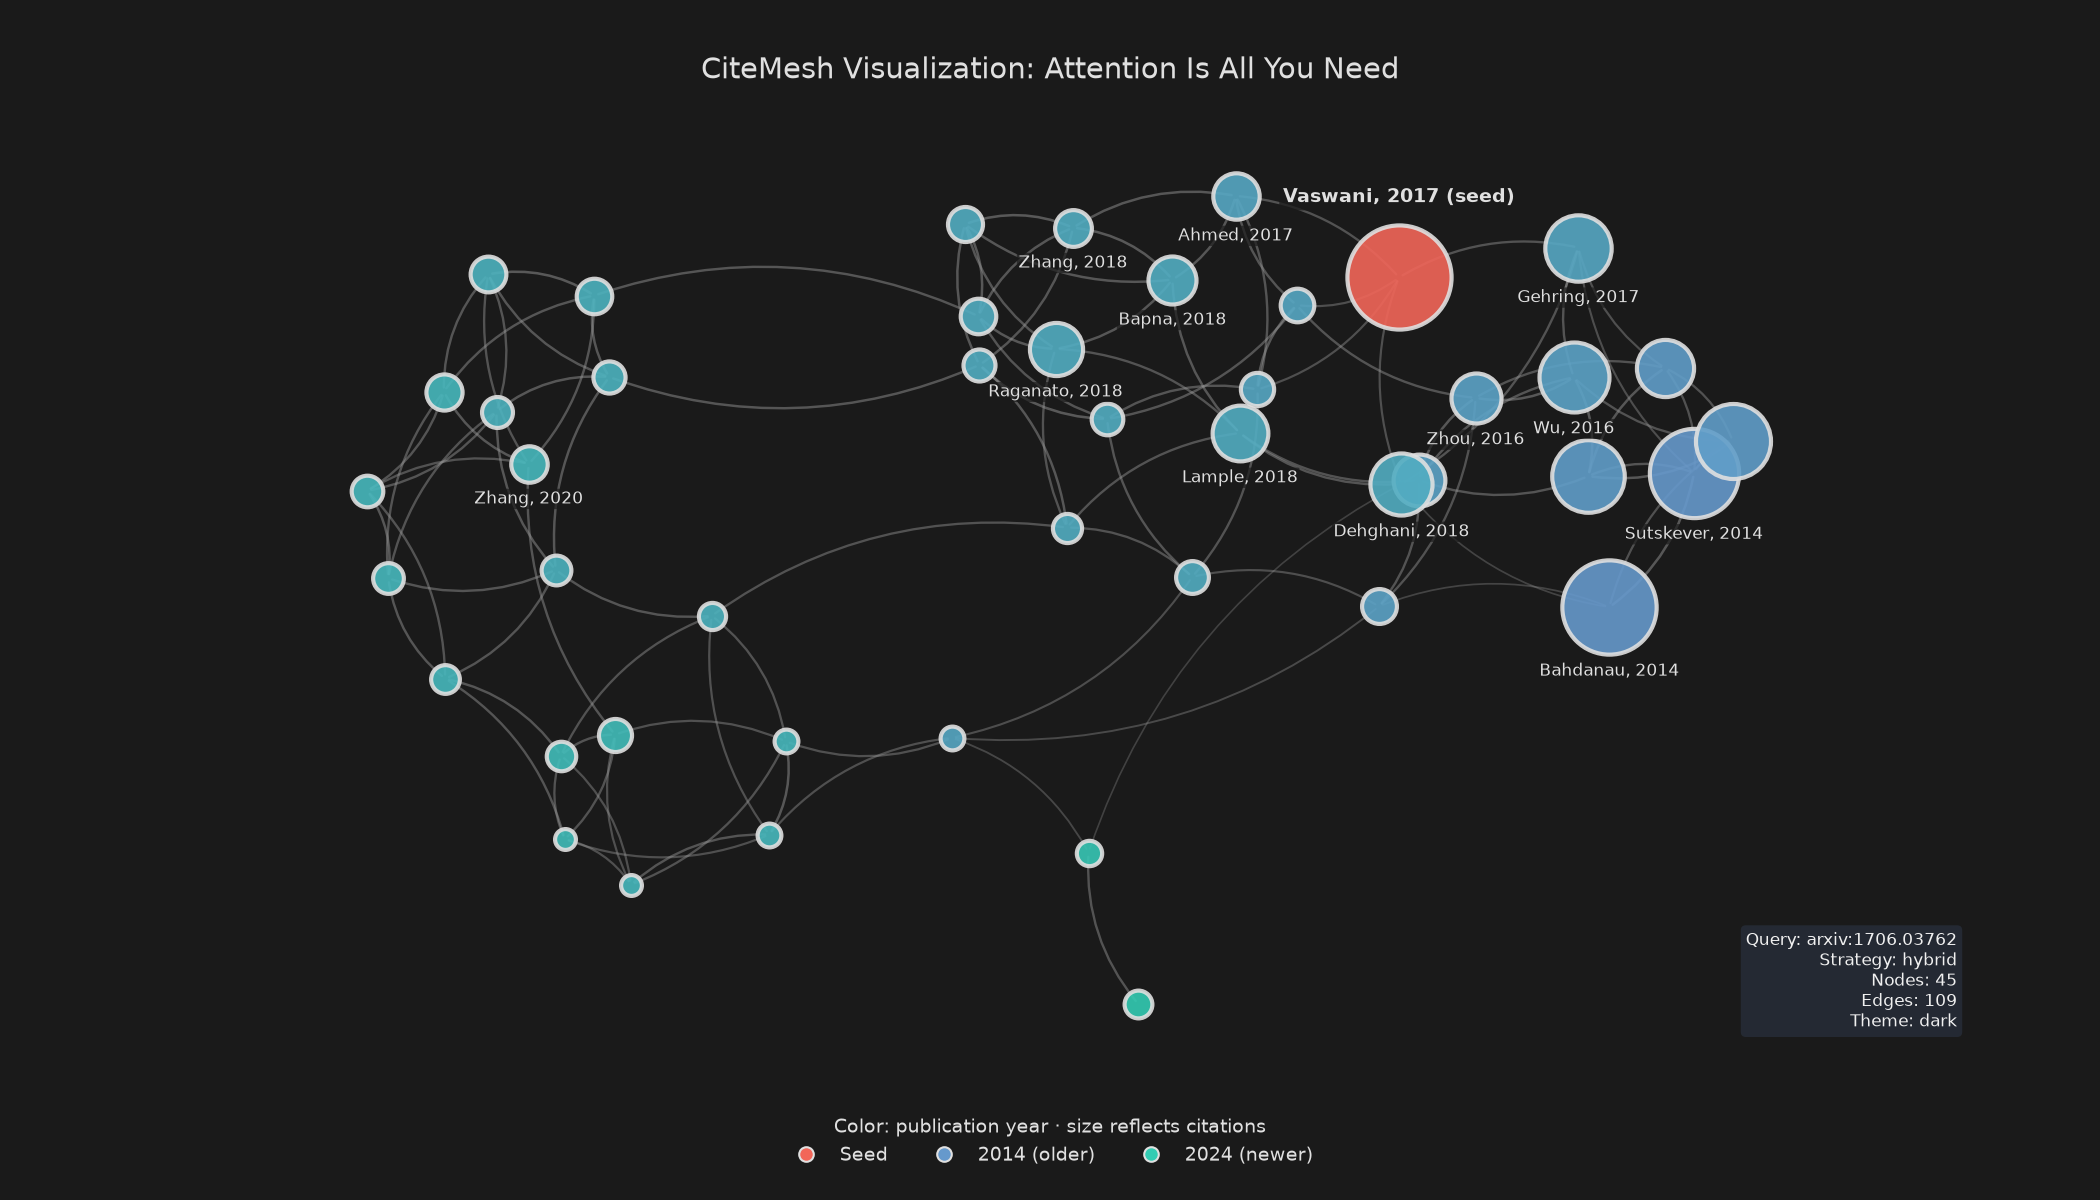 CiteMesh Visualization: Attention Is All You Need
Vaswani, 2017 (seed)
Ahmed, 2017
Zhang, 2018
Gehring, 2017
Bapna, 2018
Raganato, 2018
Wu, 2016
Zhou, 2016
Lample, 2018
Zhang, 2020
Dehghani, 2018
Sutskever, 2014
Bahdanau, 2014
Query: arxiv:1706.03762
Strategy: hybrid
Nodes: 45
Edges: 109
Theme: dark
Color: publication year · size reflects citations
Seed
2014 (older)
2024 (newer)